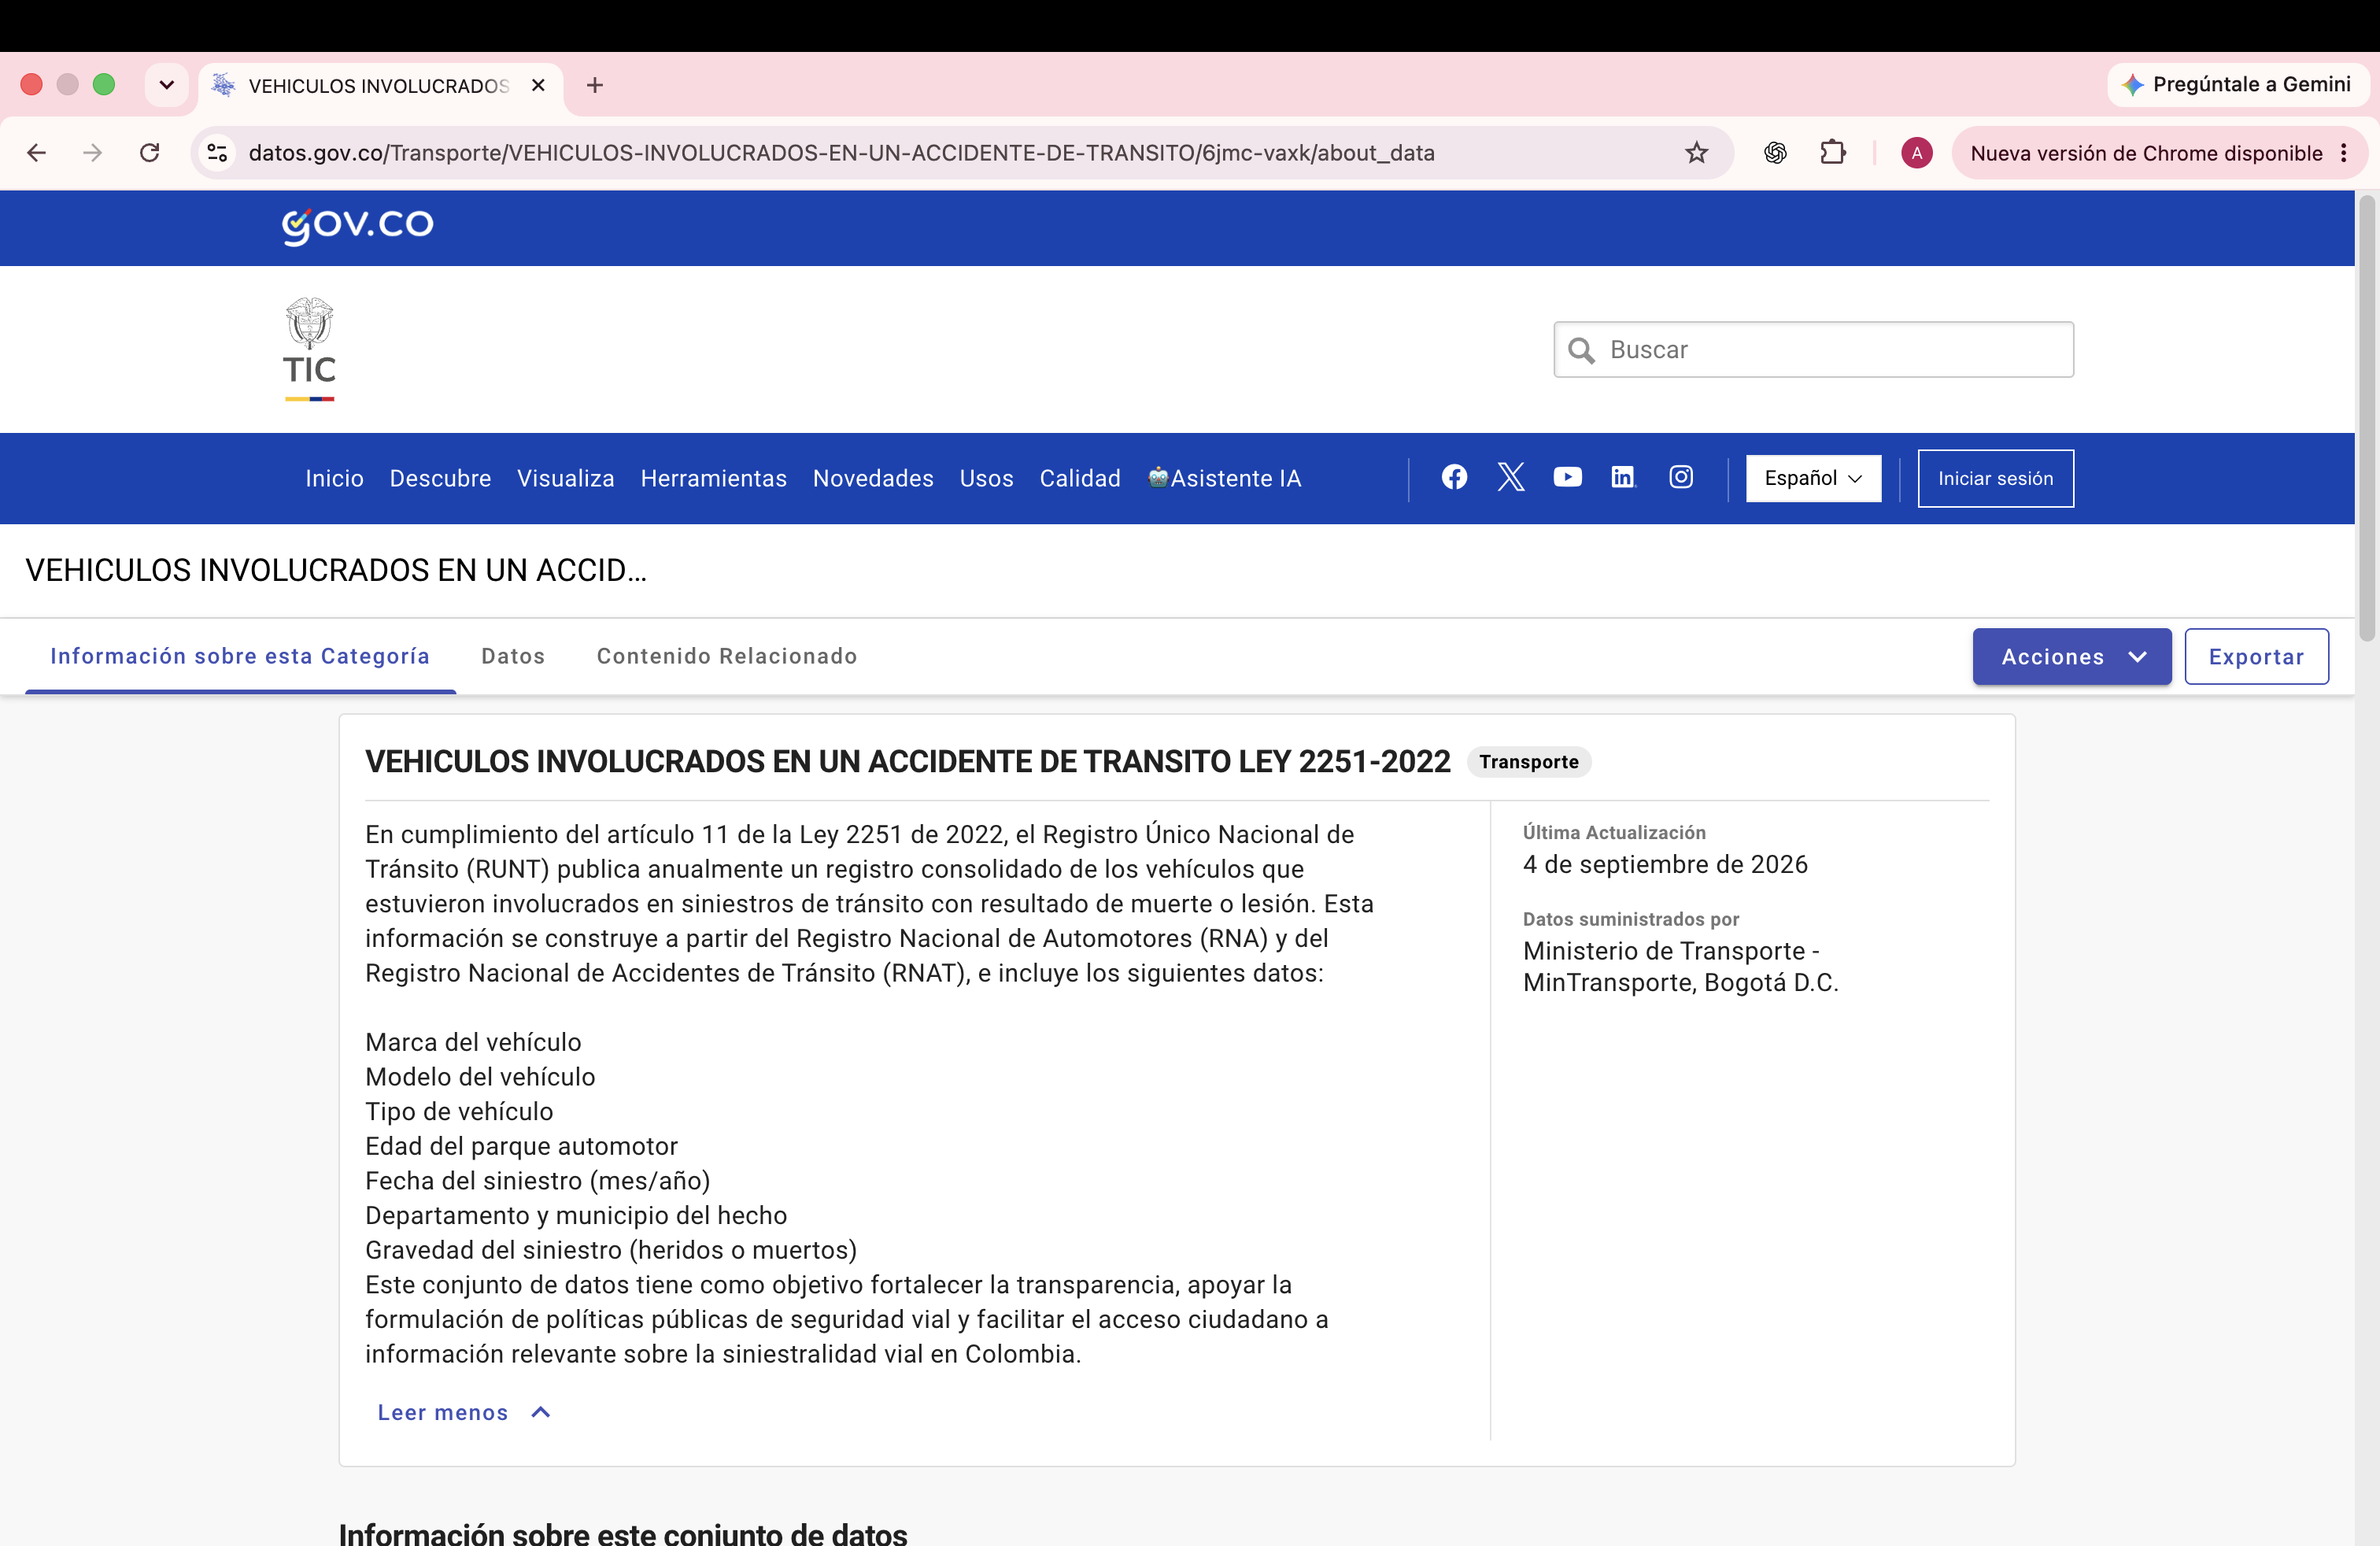 VEHICULOS INVOLUCRADOS
Pregúntale a Gemini
datos.gov.co/Transporte/VEHICULOS-INVOLUCRADOS-EN-UN-ACCIDENTE-DE-TRANSITO/6jmc-vaxk/about_data
A
Nueva versión de Chrome disponible
gov.co
TIC
Buscar
Inicio Descubre Visualiza Herramientas Novedades Usos Calidad Asistente IA
Español
Iniciar sesión
VEHICULOS INVOLUCRADOS EN UN ACCID...
Información sobre esta Categoría Datos Contenido Relacionado
Acciones
Exportar
VEHICULOS INVOLUCRADOS EN UN ACCIDENTE DE TRANSITO LEY 2251-2022
Transporte
En cumplimiento del artículo 11 de la Ley 2251 de 2022, el Registro Único Nacional de
Tránsito (RUNT) publica anualmente un registro consolidado de los vehículos que
estuvieron involucrados en siniestros de tránsito con resultado de muerte o lesión. Esta
información se construye a partir del Registro Nacional de Automotores (RNA) y del
Registro Nacional de Accidentes de Tránsito (RNAT), e incluye los siguientes datos:
Marca del vehículo
Modelo del vehículo
Tipo de vehículo
Edad del parque automotor
Fecha del siniestro (mes/año)
Departamento y municipio del hecho
Gravedad del siniestro (heridos o muertos)
Este conjunto de datos tiene como objetivo fortalecer la transparencia, apoyar la
formulación de políticas públicas de seguridad vial y facilitar el acceso ciudadano a
información relevante sobre la siniestralidad vial en Colombia.
Leer menos
Última Actualización
4 de septiembre de 2026
Datos suministrados por
Ministerio de Transporte -
MinTransporte, Bogotá D.C.
Información sobre este conjunto de datos